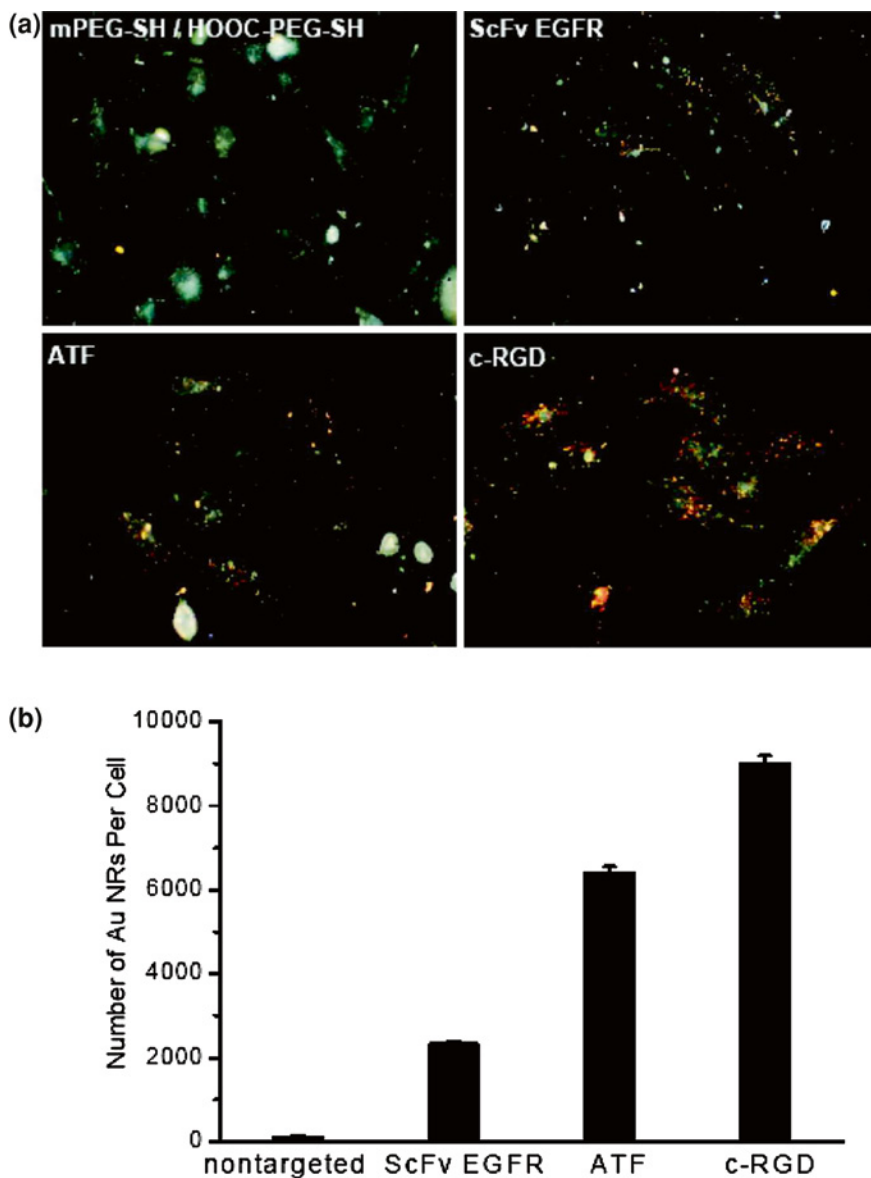 (a)
mPEG-SH / HOOC-PEG-SH
ScFv EGFR
ATF
c-RGD
(b)
Number of Au NRs Per Cell
10000
8000
6000
4000
2000
0
nontargeted
ScFv EGFR
ATF
c-RGD